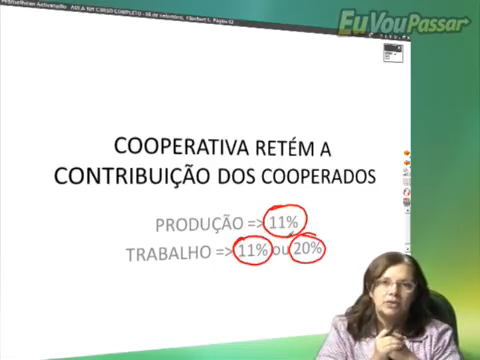 EuVouPassar
COOPERATIVA RETÉM A
CONTRIBUIÇÃO DOS COOPERADOS
PRODUÇÃO => 11%
TRABALHO => 11% ou 20%